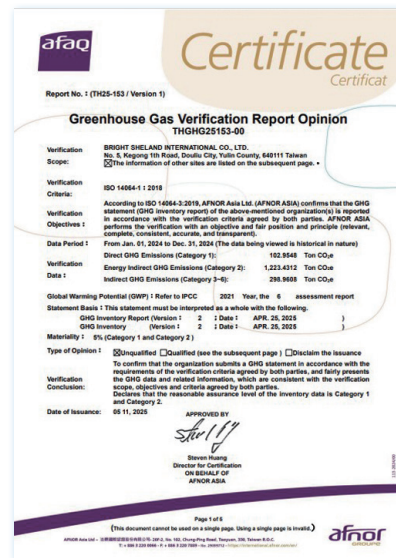 afaq
Certificate
Certificat
Report No. : (TH25-153 / Version 1)
Greenhouse Gas Verification Report Opinion
THGHG25153-00
Verification Scope:
BRIGHT SHELAND INTERNATIONAL CO., LTD.
No. 5, Kegong 1th Road, Douliu City, Yulin County, 640111 Taiwan
☒The information of other sites are listed on the subsequent page. •
Verification Criteria:
ISO 14064-1 : 2018
Verification Objectives :
According to ISO 14064-3:2019, AFNOR Asia Ltd. (AFNOR ASIA) confirms that the GHG
statement (GHG inventory report) of the above-mentioned organization(s) is reported
in accordance with the verification criteria agreed by both parties. AFNOR ASIA
performs the verification with an objective and fair position and principle (relevant,
complete, consistent, accurate, and transparent).
Data Period : From Jan. 01, 2024 to Dec. 31, 2024 (The data being viewed is historical in nature)
Verification Data :
Direct GHG Emissions (Category 1): 102.9548 Ton CO₂e
Energy Indirect GHG Emissions (Category 2): 1,223.4312 Ton CO₂e
Indirect GHG Emissions (Category 3~6): 298.9608 Ton CO₂e
Global Warming Potential (GWP) : Refer to IPCC 2021 Year, the 6 assessment report
Statement Basis : This statement must be interpreted as a whole with the following.
GHG Inventory Report (Version : 2 ; Date : APR. 25, 2025 )
GHG Inventory (Version : 2 ; Date : APR. 25, 2025 )
Materiality : 5% (Category 1 and Category 2 )
Type of Opinion : ☒Unqualified ☐Qualified (see the subsequent page ) ☐Disclaim the issuance
Verification Conclusion:
To confirm that the organization submits a GHG statement in accordance with the
requirements of the verification criteria agreed by both parties, and fairly presents
the GHG data and related information, which are consistent with the verification
scope, objectives and criteria agreed by both parties.
Declares that the reasonable assurance level of the inventory data is Category 1
and Category 2.
Date of Issuance: 05 11, 2025
APPROVED BY
Steven Huang
Director for Certification
ON BEHALF OF
AFNOR ASIA
Page 1 of 6
(This document cannot be used on a single page. Using a single page is invalid.)
afnor
GROUPE